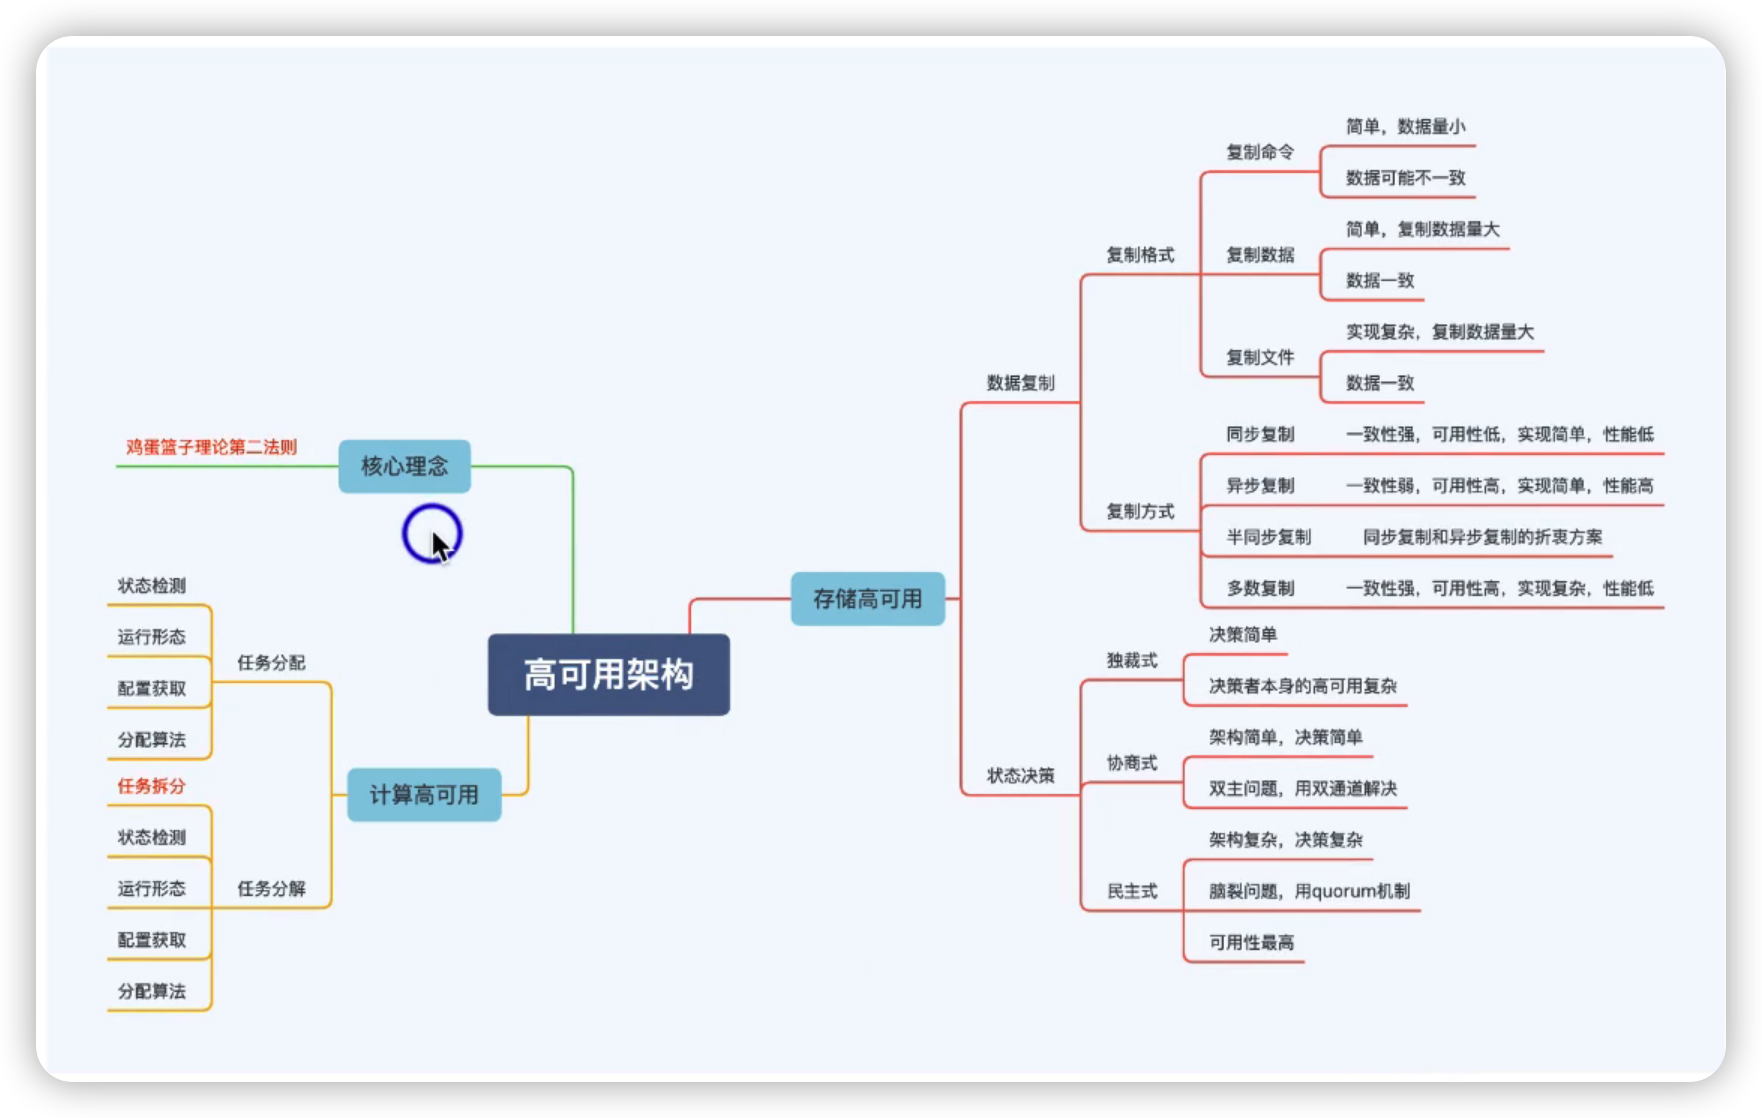 高可用架构
核心理念
鸡蛋篮子理论第二法则
计算高可用
任务分配
状态检测
运行形态
配置获取
分配算法
任务分解
任务拆分
状态检测
运行形态
配置获取
分配算法
存储高可用
数据复制
复制格式
复制命令
简单，数据量小
数据可能不一致
复制数据
简单，复制数据量大
数据一致
复制文件
实现复杂，复制数据量大
数据一致
复制方式
同步复制
一致性强，可用性低，实现简单，性能低
异步复制
一致性弱，可用性高，实现简单，性能高
半同步复制
同步复制和异步复制的折衷方案
多数复制
一致性强，可用性高，实现复杂，性能低
状态决策
独裁式
决策简单
决策者本身的高可用复杂
协商式
架构简单，决策简单
双主问题，用双通道解决
民主式
架构复杂，决策复杂
脑裂问题，用quorum机制
可用性最高